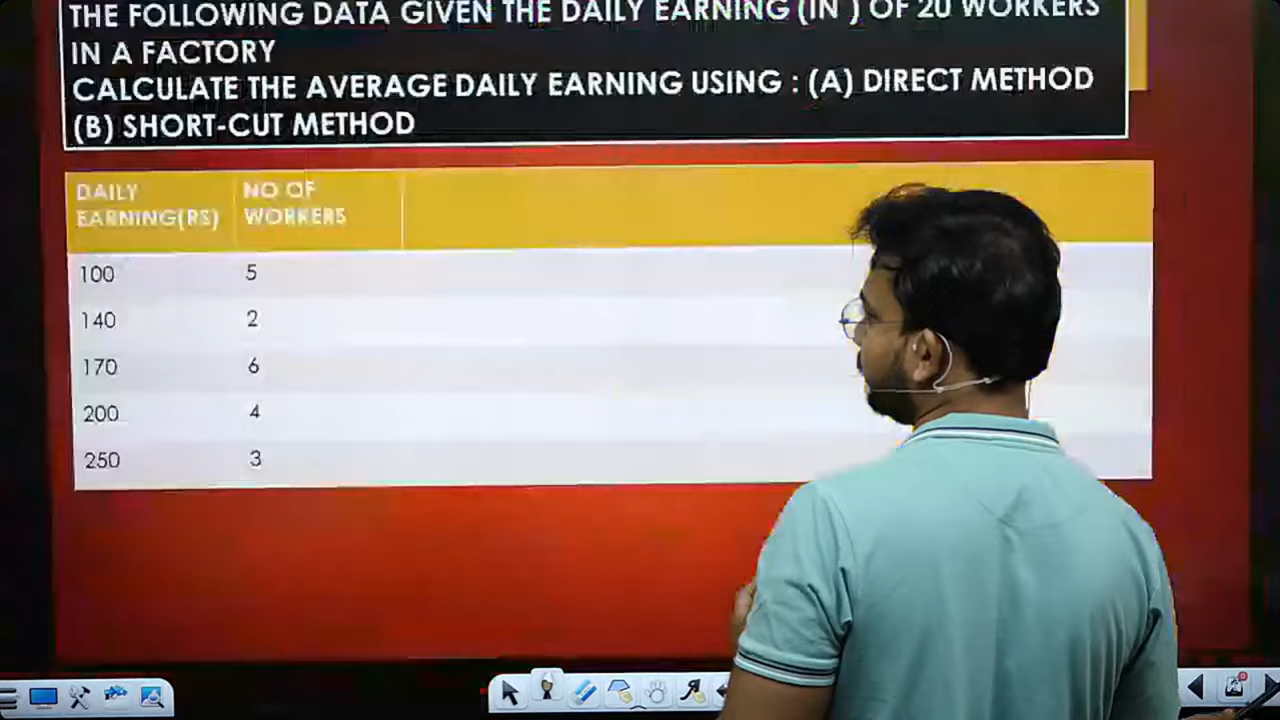 THE FOLLOWING DATA GIVEN THE DAILY EARNING (IN ) OF 20 WORKERS
IN A FACTORY
CALCULATE THE AVERAGE DAILY EARNING USING : (A) DIRECT METHOD
(B) SHORT-CUT METHOD
DAILY EARNING(RS) NO OF WORKERS
100 5
140 2
170 6
200 4
250 3